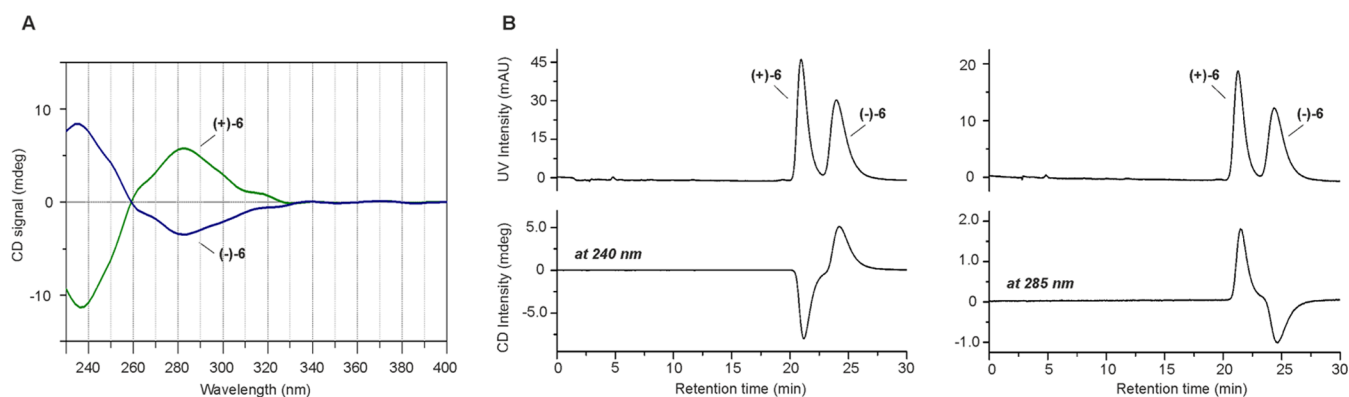 A
CD signal (mdeg)
10
0
-10
(+)-6
(-)-6
240 260 280 300 320 340 360 380 400
Wavelength (nm)
B
UV Intensity (mAU)
45
30
15
0
(+)-6
(-)-6
CD Intensity (mdeg)
5.0
0
-5.0
at 240 nm
0 5 10 15 20 25 30
Retention time (min)
20
10
0
(+)-6
(-)-6
2.0
1.0
0
-1.0
at 285 nm
0 5 10 15 20 25 30
Retention time (min)